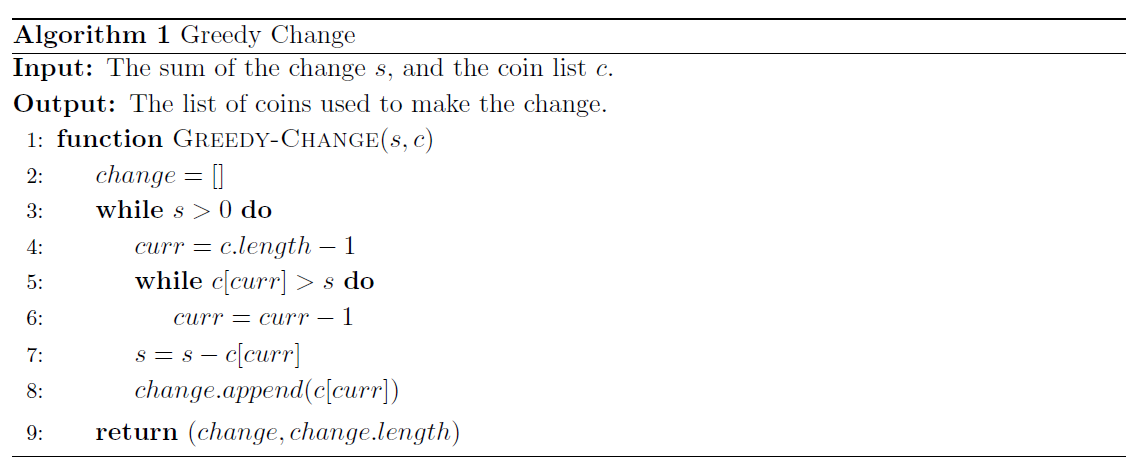 Algorithm 1 Greedy Change
Input: The sum of the change s, and the coin list c.
Output: The list of coins used to make the change.
1: function GREEDY-CHANGE(s, c)
2: change = []
3: while s > 0 do
4: curr = c.length − 1
5: while c[curr] > s do
6: curr = curr − 1
7: s = s − c[curr]
8: change.append(c[curr])
9: return (change, change.length)